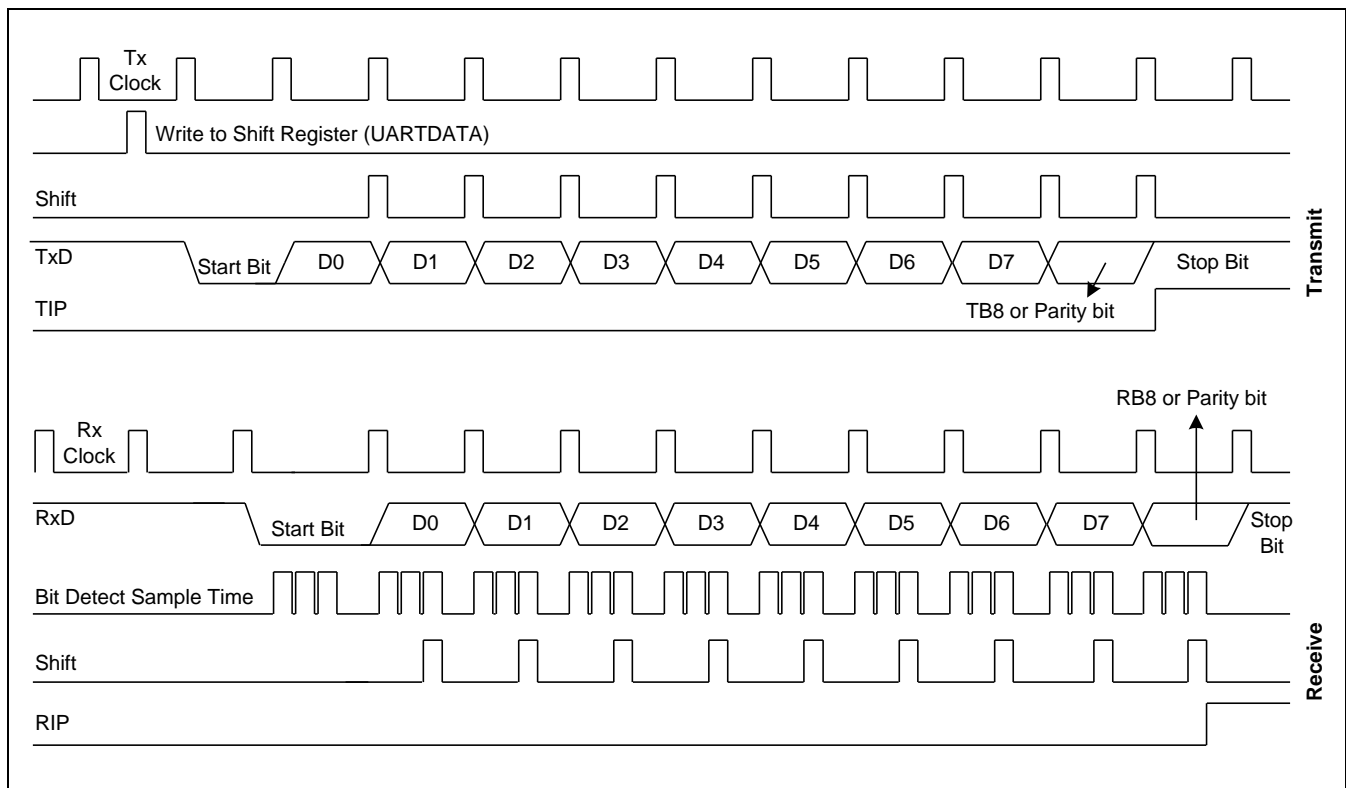 Tx
Clock
Write to Shift Register (UARTDATA)
Shift
TxD
Start Bit
D0
D1
D2
D3
D4
D5
D6
D7
Stop Bit
TIP
TB8 or Parity bit
Transmit
RB8 or Parity bit
Rx
Clock
RxD
Start Bit
D0
D1
D2
D3
D4
D5
D6
D7
Stop
Bit
Bit Detect Sample Time
Shift
RIP
Receive